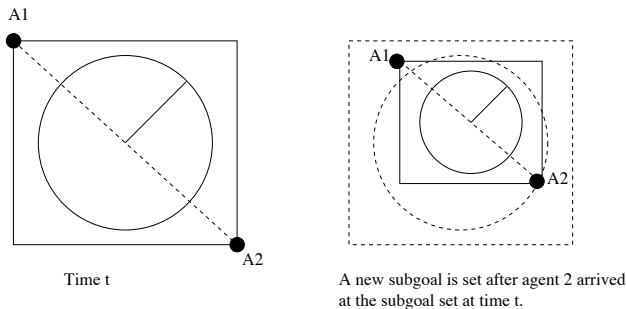 A1
A2
Time t
A1
A2
A new subgoal is set after agent 2 arrived
at the subgoal set at time t.